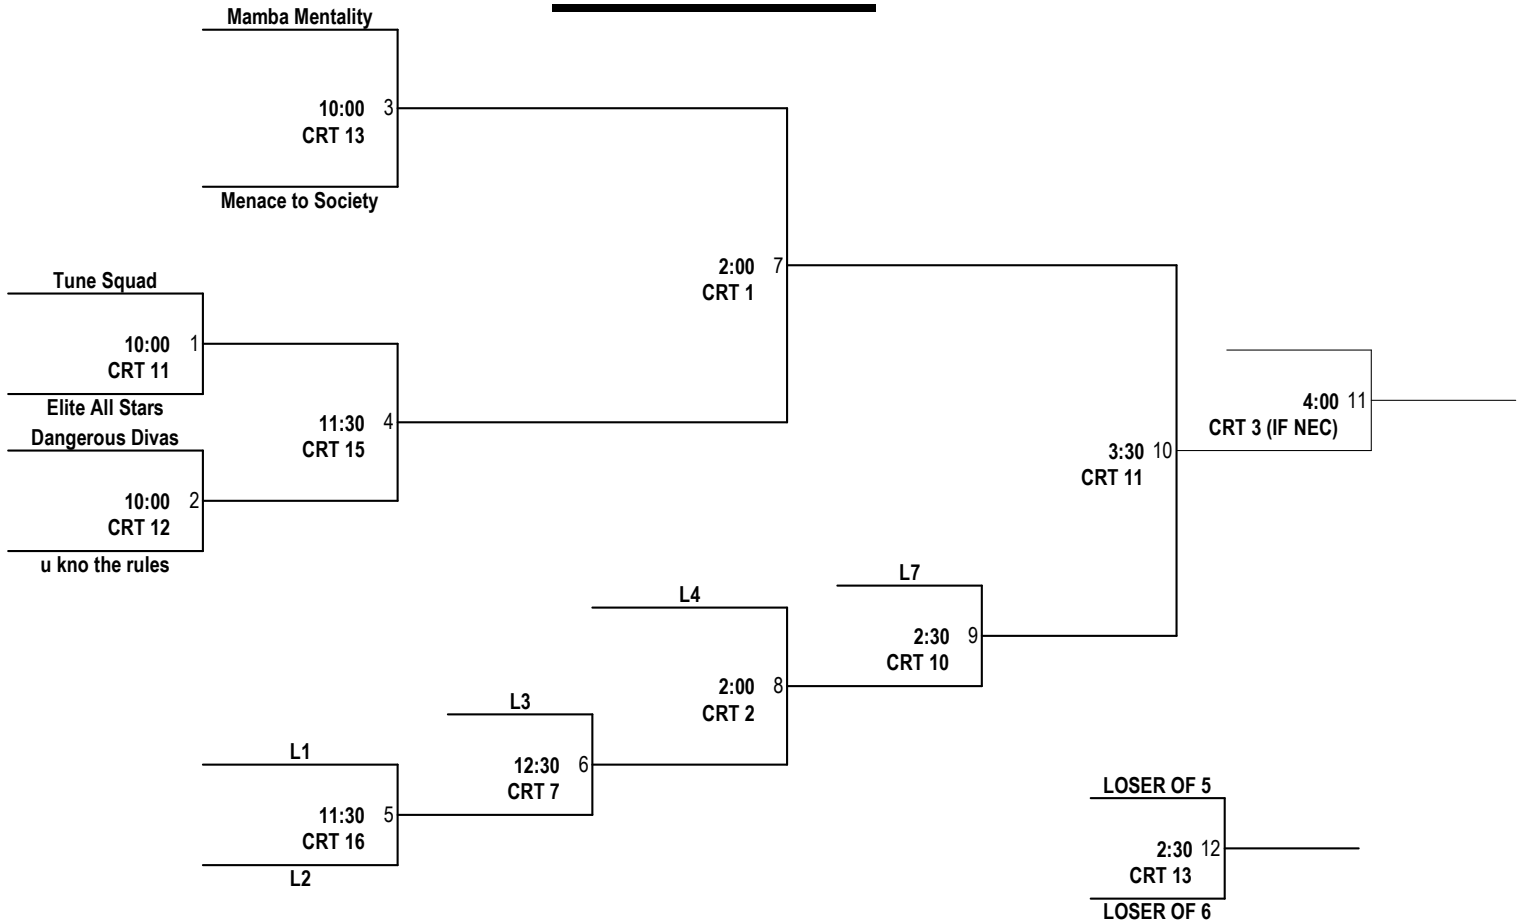 Mamba Mentality
10:00 3
CRT 13
Menace to Society
2:00 7
CRT 1
Tune Squad
10:00 1
CRT 11
Elite All Stars
Dangerous Divas
11:30 4
CRT 15
4:00 11
CRT 3 (IF NEC)
3:30 10
CRT 11
10:00 2
CRT 12
u kno the rules
L7
L4
2:30 9
CRT 10
2:00 8
CRT 2
L3
L1
12:30 6
CRT 7
LOSER OF 5
11:30 5
CRT 16
2:30 12
CRT 13
L2
LOSER OF 6